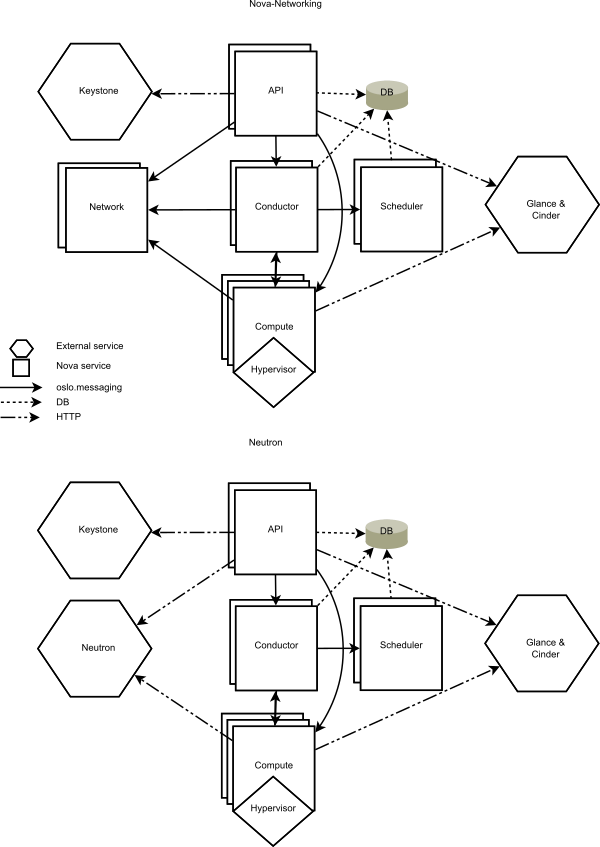 Nova-Networking
Keystone
API
DB
Network
Conductor
Scheduler
Glance &
Cinder
Compute
Hypervisor
External service
Nova service
oslo.messaging
DB
HTTP
Neutron
Keystone
API
DB
Neutron
Conductor
Scheduler
Glance &
Cinder
Compute
Hypervisor